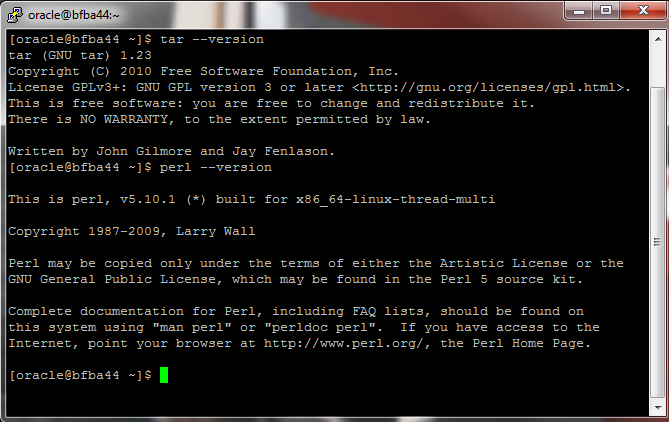 oracle@bfba44:~
[oracle@bfba44 ~]$ tar --version
tar (GNU tar) 1.23
Copyright (C) 2010 Free Software Foundation, Inc.
License GPLv3+: GNU GPL version 3 or later <http://gnu.org/licenses/gpl.html>.
This is free software: you are free to change and redistribute it.
There is NO WARRANTY, to the extent permitted by law.
Written by John Gilmore and Jay Fenlason.
[oracle@bfba44 ~]$ perl --version
This is perl, v5.10.1 (*) built for x86_64-linux-thread-multi
Copyright 1987-2009, Larry Wall
Perl may be copied only under the terms of either the Artistic License or the
GNU General Public License, which may be found in the Perl 5 source kit.
Complete documentation for Perl, including FAQ lists, should be found on
this system using "man perl" or "perldoc perl".  If you have access to the
Internet, point your browser at http://www.perl.org/, the Perl Home Page.
[oracle@bfba44 ~]$